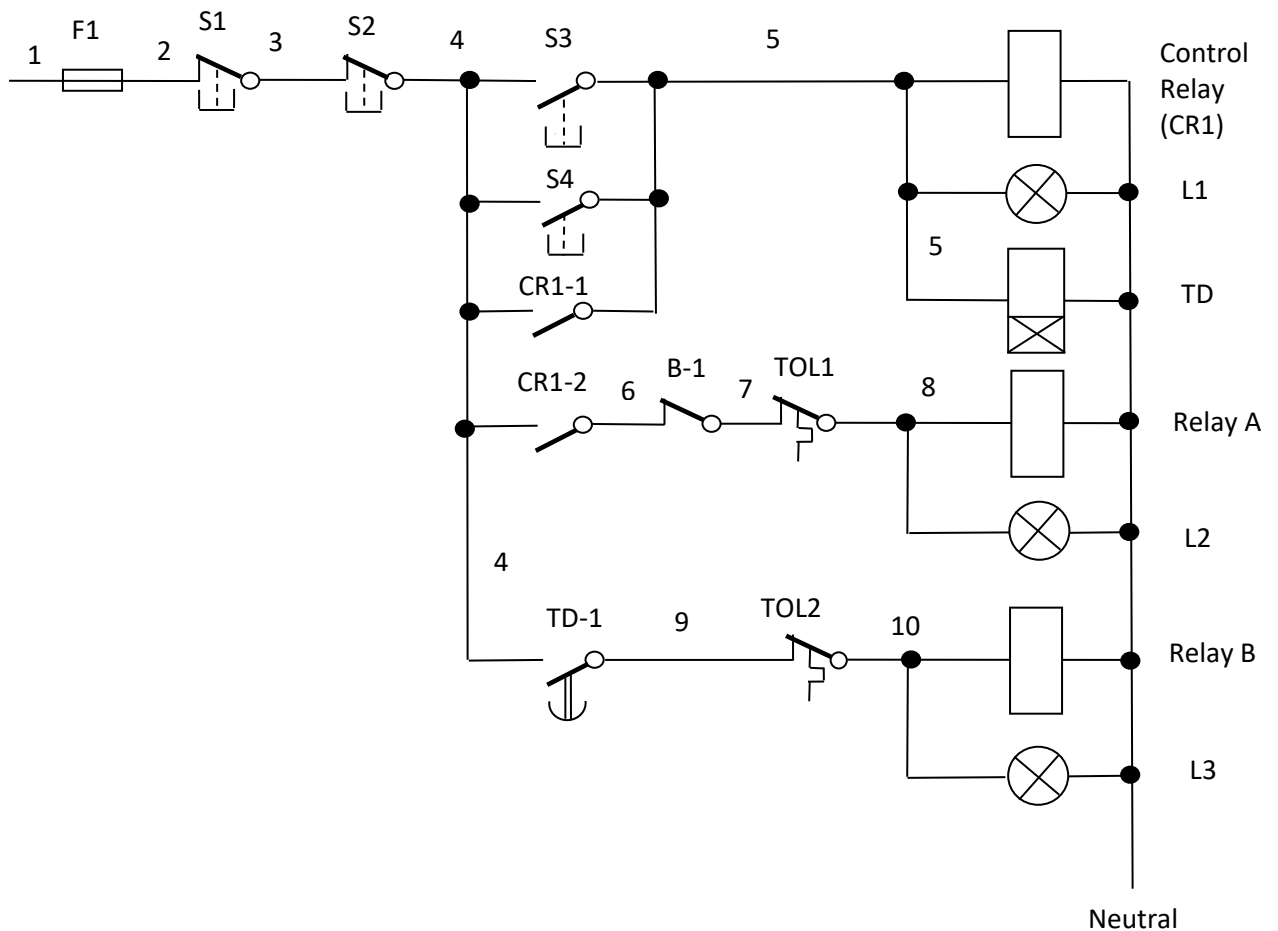 F1
S1
S2
S3
1
2
3
4
5
Control
Relay
(CR1)
S4
L1
5
CR1-1
TD
CR1-2
6
B-1
7
TOL1
8
Relay A
L2
4
TD-1
9
TOL2
10
Relay B
L3
Neutral